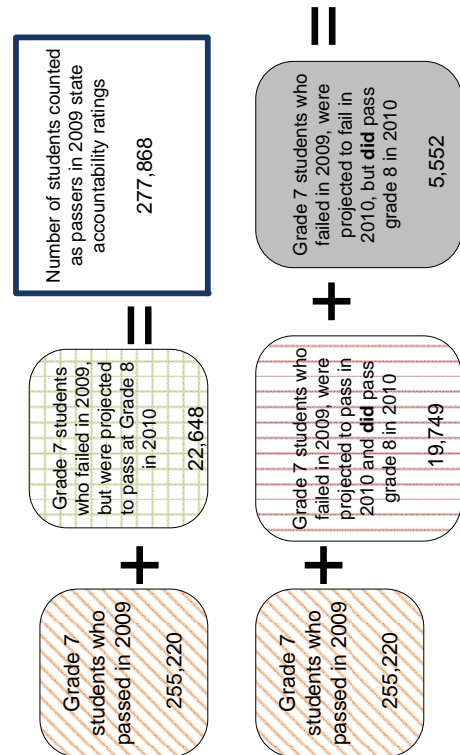 Grade 7
students who
passed in 2009
255,220
+
Grade 7 students
who failed in 2009,
but were projected
to pass at Grade 8
in 2010
22,648
=
Number of students counted
as passers in 2009 state
accountability ratings
277,868
Grade 7
students who
passed in 2009
255,220
+
Grade 7 students who
failed in 2009, were
projected to pass in
2010 and did pass
grade 8 in 2010
19,749
+
Grade 7 students who
failed in 2009, were
projected to fail in
2010, but did pass
grade 8 in 2010
5,552
=